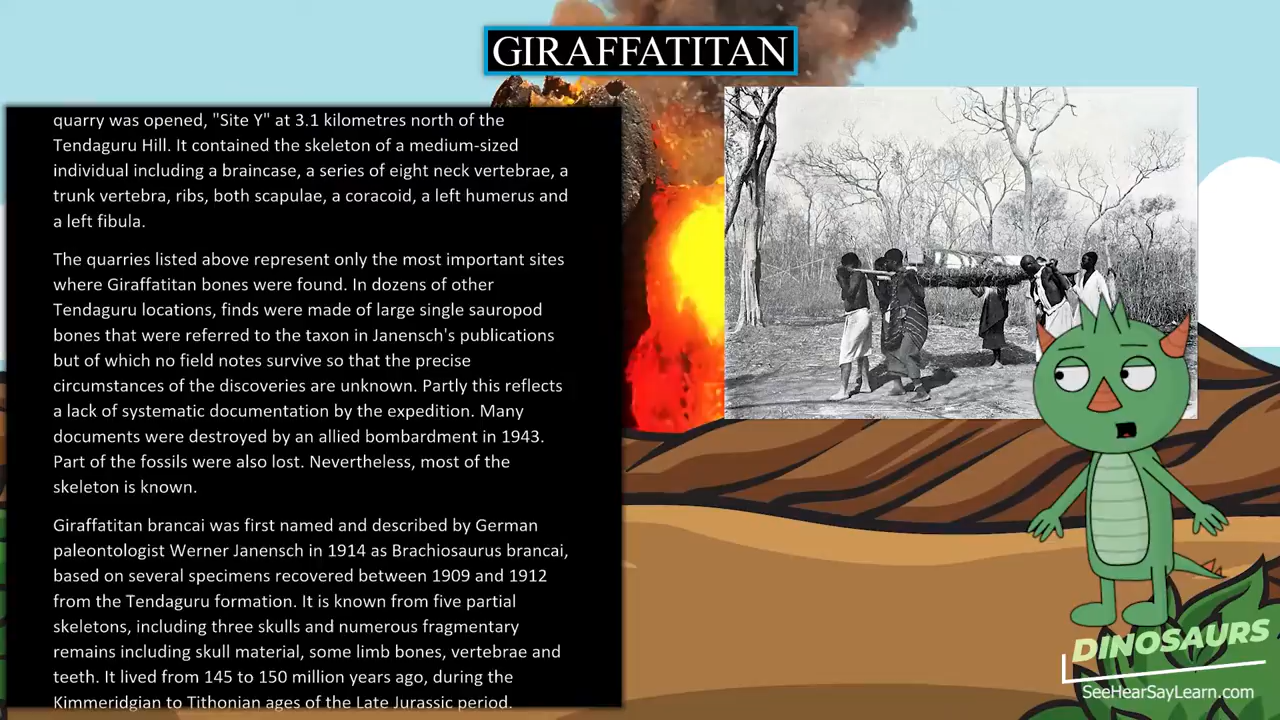 GIRAFFATITAN
quarry was opened, "Site Y" at 3.1 kilometres north of the
Tendaguru Hill. It contained the skeleton of a medium-sized
individual including a braincase, a series of eight neck vertebrae, a
trunk vertebra, ribs, both scapulae, a coracoid, a left humerus and
a left fibula.
The quarries listed above represent only the most important sites
where Giraffatitan bones were found. In dozens of other
Tendaguru locations, finds were made of large single sauropod
bones that were referred to the taxon in Janensch's publications
but of which no field notes survive so that the precise
circumstances of the discoveries are unknown. Partly this reflects
a lack of systematic documentation by the expedition. Many
documents were destroyed by an allied bombardment in 1943.
Part of the fossils were also lost. Nevertheless, most of the
skeleton is known.
Giraffatitan brancai was first named and described by German
paleontologist Werner Janensch in 1914 as Brachiosaurus brancai,
based on several specimens recovered between 1909 and 1912
from the Tendaguru formation. It is known from five partial
skeletons, including three skulls and numerous fragmentary
remains including skull material, some limb bones, vertebrae and
teeth. It lived from 145 to 150 million years ago, during the
Kimmeridgian to Tithonian ages of the Late Jurassic period.
DINOSAURS
SeeHearSayLearn.com